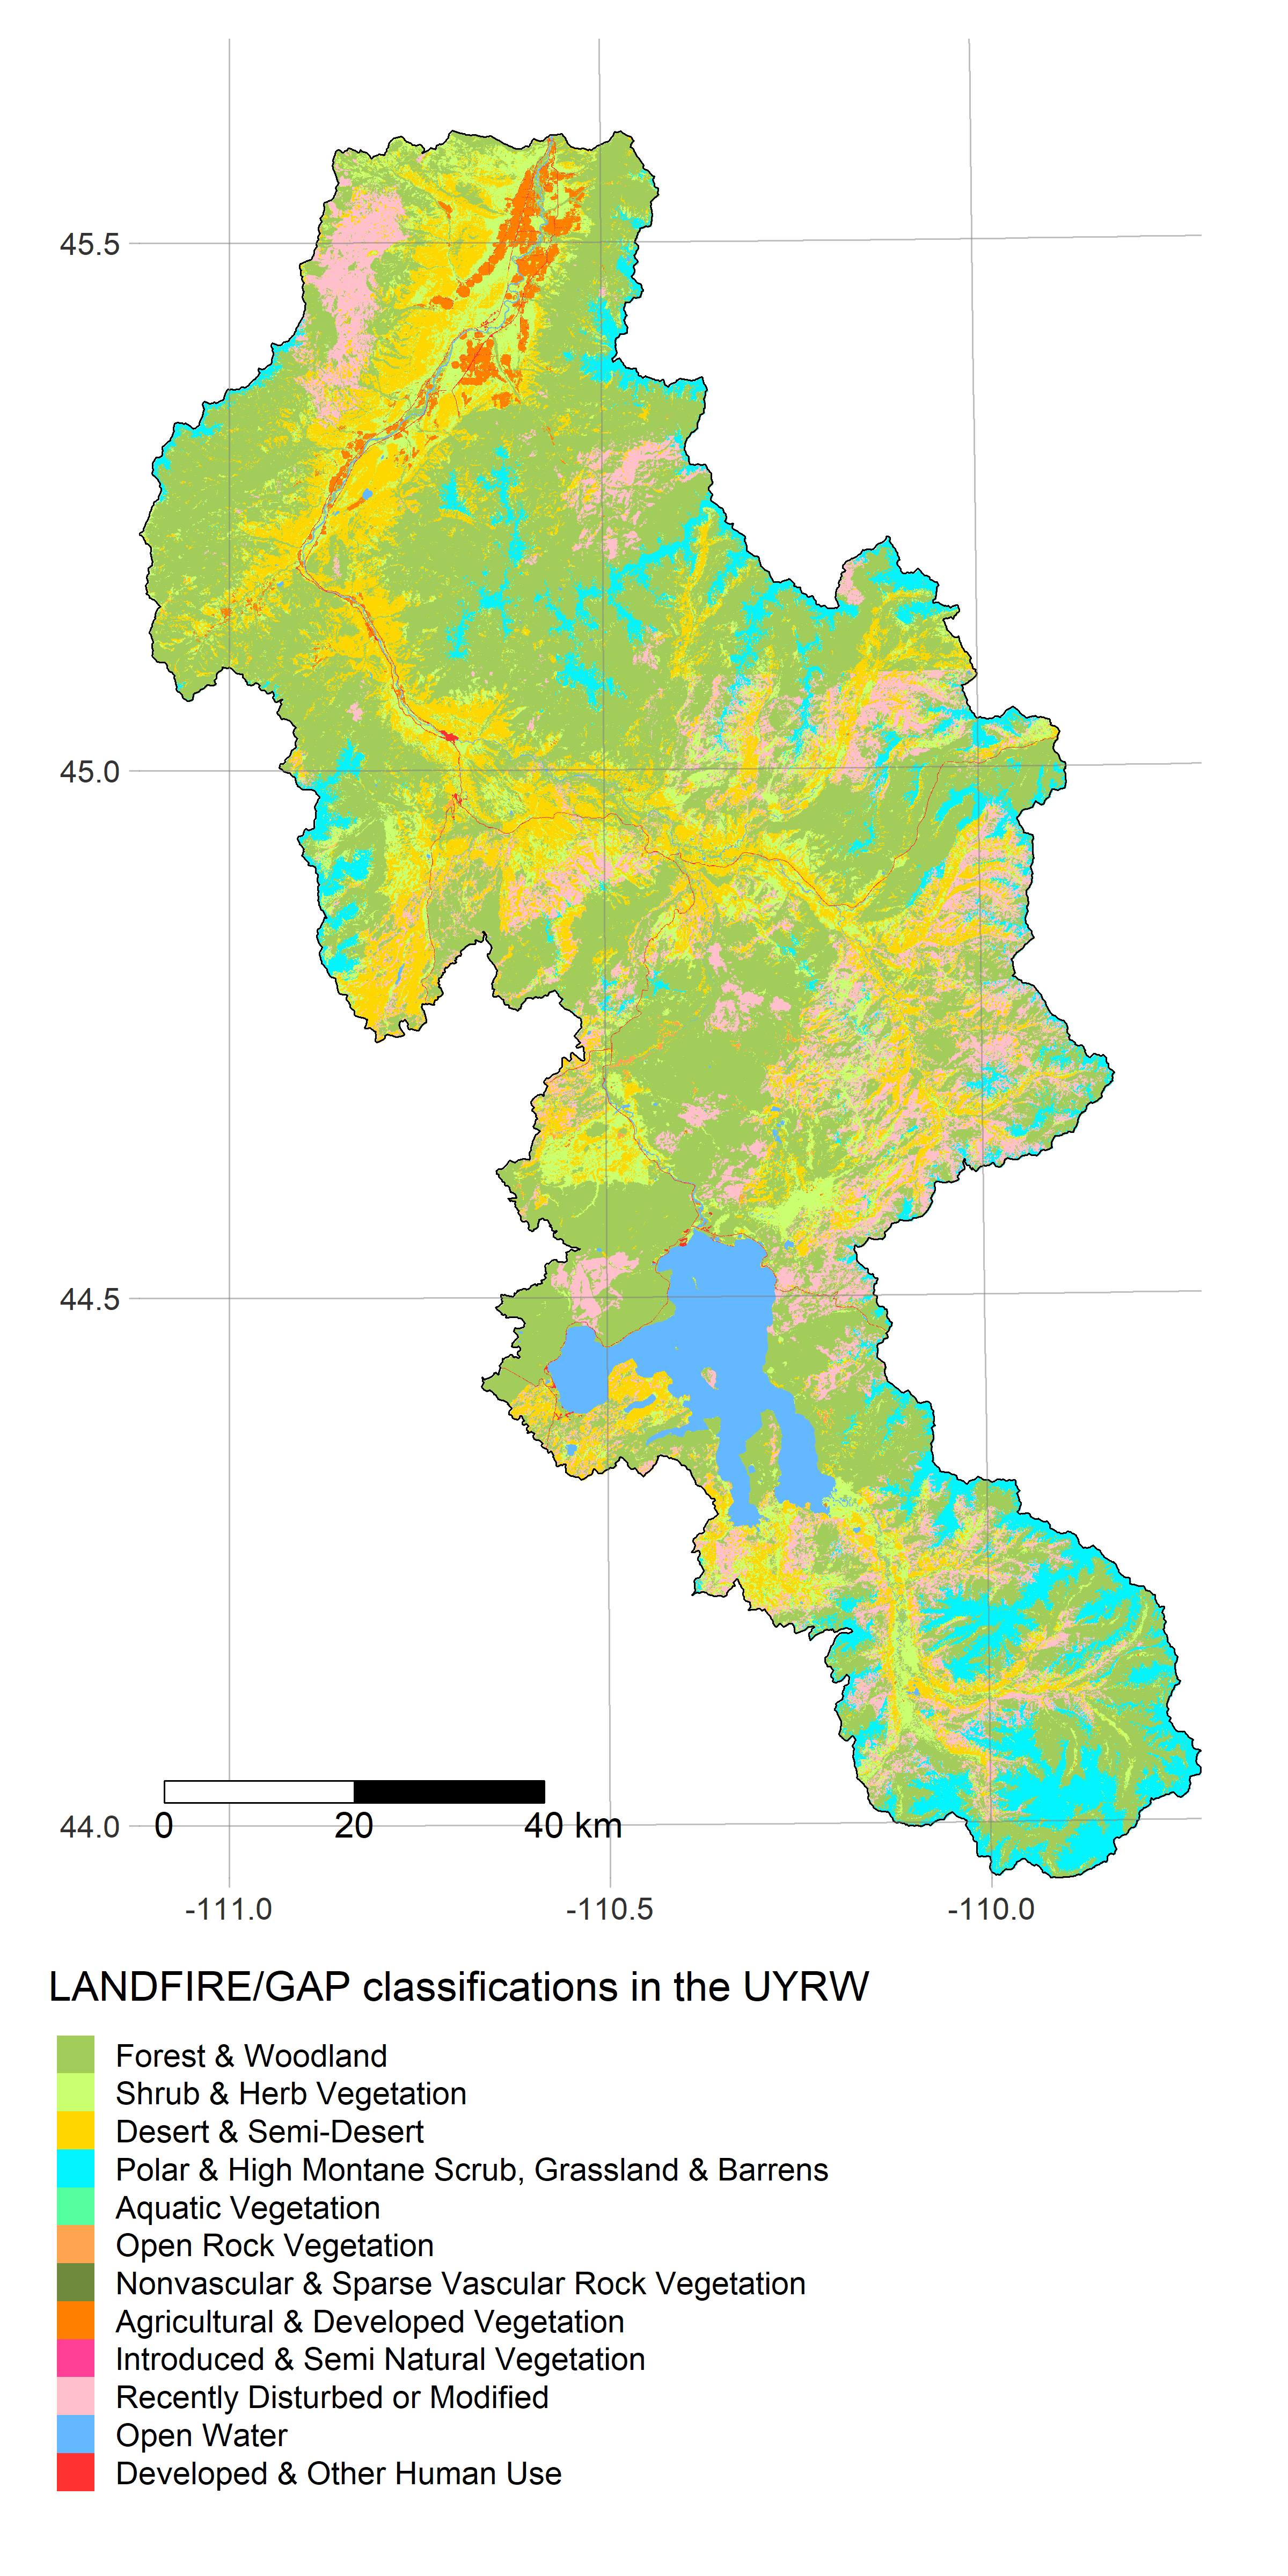 45.5
45.0
44.5
44.0
0 20 40 km
-111.0 -110.5 -110.0
LANDFIRE/GAP classifications in the UYRW
Forest & Woodland
Shrub & Herb Vegetation
Desert & Semi-Desert
Polar & High Montane Scrub, Grassland & Barrens
Aquatic Vegetation
Open Rock Vegetation
Nonvascular & Sparse Vascular Rock Vegetation
Agricultural & Developed Vegetation
Introduced & Semi Natural Vegetation
Recently Disturbed or Modified
Open Water
Developed & Other Human Use